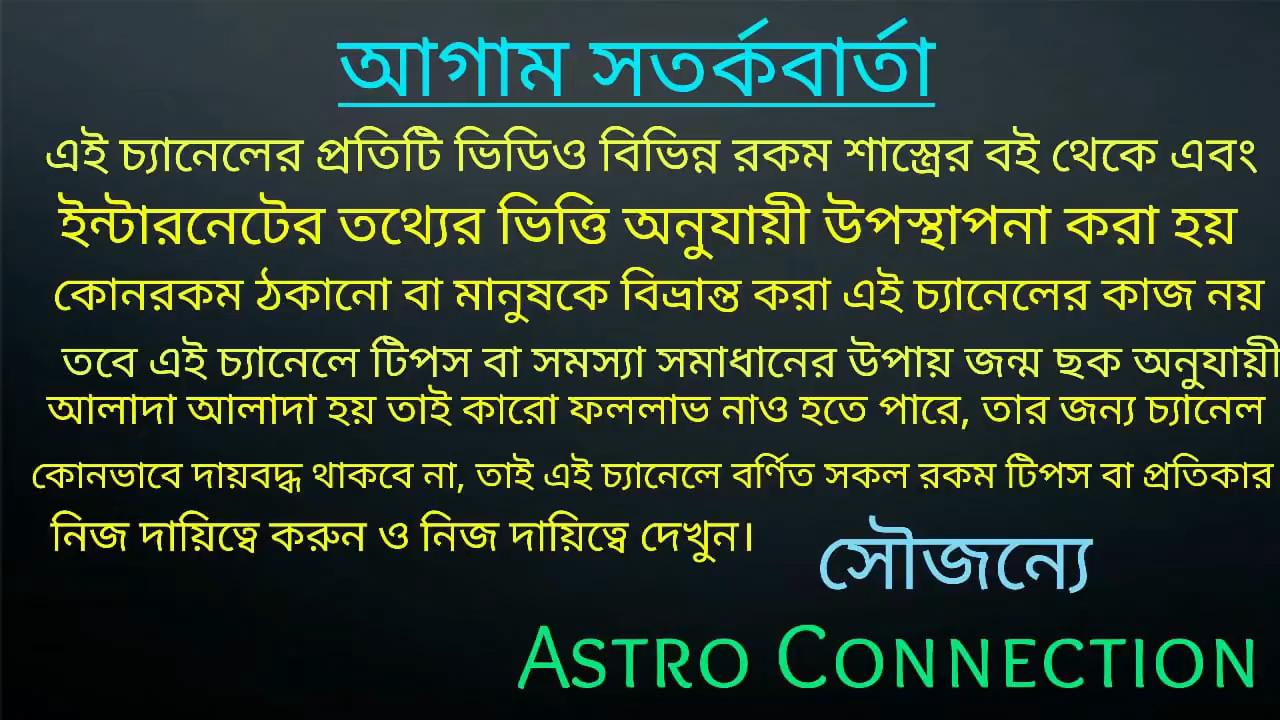 আগাম সতর্কবার্তা
এই চ্যানেলের প্রতিটি ভিডিও বিভিন্ন রকম শাস্ত্রের বই থেকে এবং
ইন্টারনেটের তথ্যের ভিত্তি অনুযায়ী উপস্থাপনা করা হয়
কোনরকম ঠকানো বা মানুষকে বিভ্রান্ত করা এই চ্যানেলের কাজ নয়
তবে এই চ্যানেলে টিপস বা সমস্যা সমাধানের উপায় জন্ম ছক অনুযায়ী
আলাদা আলাদা হয় তাই কারো ফললাভ নাও হতে পারে, তার জন্য চ্যানেল
কোনভাবে দায়বদ্ধ থাকবে না, তাই এই চ্যানেলে বর্ণিত সকল রকম টিপস বা প্রতিকার
নিজ দায়িত্বে করুন ও নিজ দায়িত্বে দেখুন।
সৌজন্যে
ASTRO CONNECTION